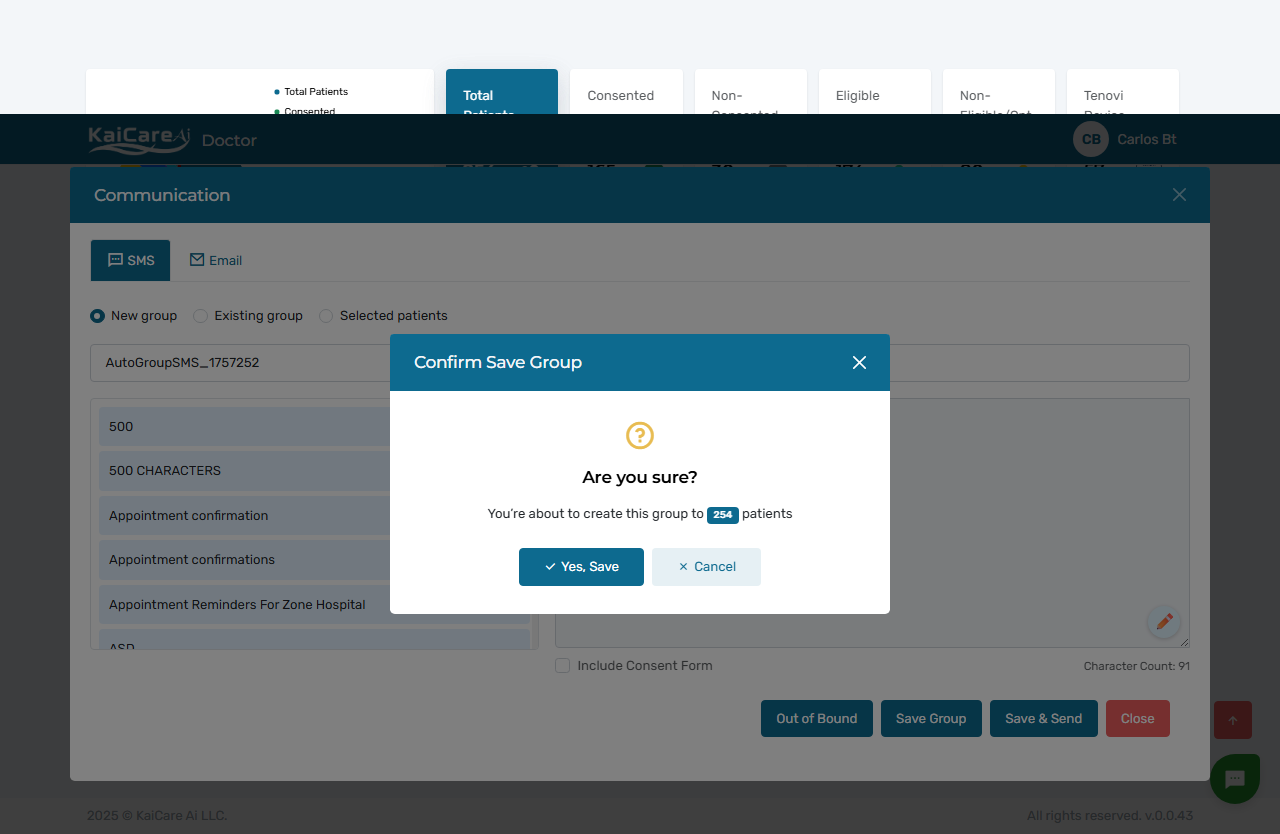 Total Patients
Consented
Total
Patients
Consented
Non-
Consented
Eligible
Non-
Eligible/Opt
Tenovi
Device
KaiCare Ai Doctor
CB Carlos Bt
Communication
SMS
Email
New group
Existing group
Selected patients
AutoGroupSMS_1757252
Confirm Save Group
500
500 CHARACTERS
Appointment confirmation
Appointment confirmations
Appointment Reminders For Zone Hospital
ASD
Are you sure?
You're about to create this group to 254 patients
Yes, Save
Cancel
Include Consent Form
Character Count: 91
Out of Bound
Save Group
Save & Send
Close
2025 © KaiCare Ai LLC.
All rights reserved. v.0.0.43